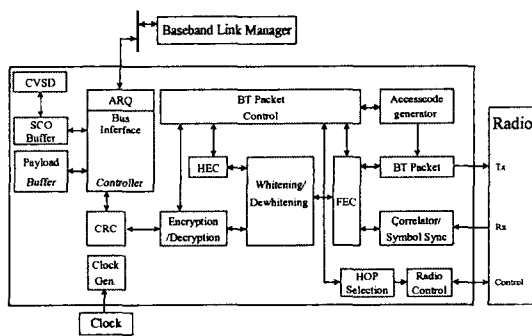 Baseband Link Manager
CVSD
SCO
Buffer
Payload
Buffer
ARQ
Bus
Inferface
Controller
BT Packet
Control
Accesscode
generator
Radio
HEC
Whitening/
Dewhitening
FEC
BT Packet
Tx
CRC
Encryption
/Decryption
Correlator/
Symbol Sync
Rx
Clock
Gen.
HOP
Selection
Radio
Control
Control
Clock